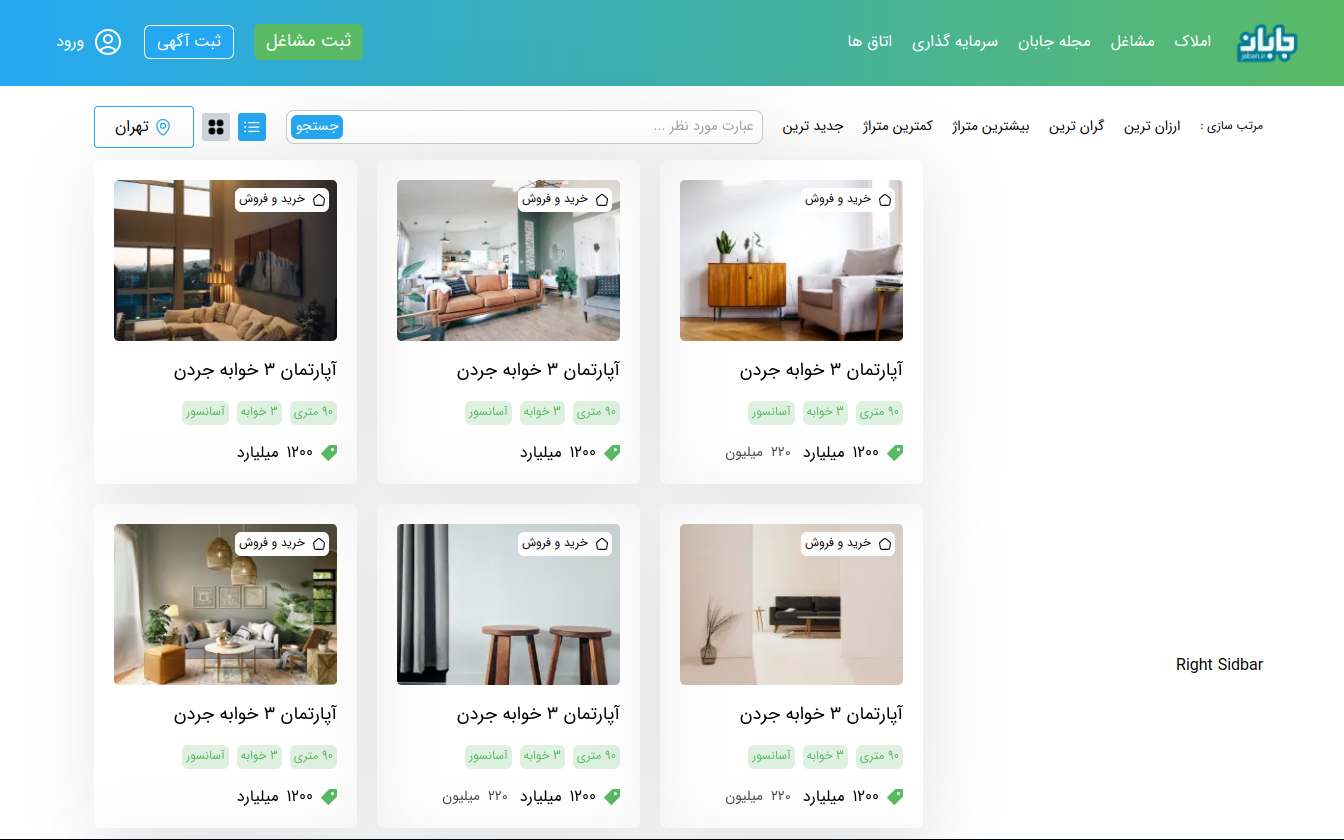 جابان
jaban.ir
املاک
مشاغل
مجله جابان
سرمایه گذاری
اتاق ها
ثبت مشاغل
ثبت آگهی
ورود
مرتب سازی :
ارزان ترین
گران ترین
بیشترین متراژ
کمترین متراژ
جدید ترین
عبارت مورد نظر ...
جستجو
تهران
خرید و فروش
آپارتمان ۳ خوابه جردن
۹۰ متری
۳ خوابه
آسانسور
۱۲۰۰ میلیارد
۲۲۰ میلیون
خرید و فروش
آپارتمان ۳ خوابه جردن
۹۰ متری
۳ خوابه
آسانسور
۱۲۰۰ میلیارد
خرید و فروش
آپارتمان ۳ خوابه جردن
۹۰ متری
۳ خوابه
آسانسور
۱۲۰۰ میلیارد
Right Sidbar
خرید و فروش
آپارتمان ۳ خوابه جردن
۹۰ متری
۳ خوابه
آسانسور
۱۲۰۰ میلیارد
۲۲۰ میلیون
خرید و فروش
آپارتمان ۳ خوابه جردن
۹۰ متری
۳ خوابه
آسانسور
۱۲۰۰ میلیارد
۲۲۰ میلیون
خرید و فروش
آپارتمان ۳ خوابه جردن
۹۰ متری
۳ خوابه
آسانسور
۱۲۰۰ میلیارد